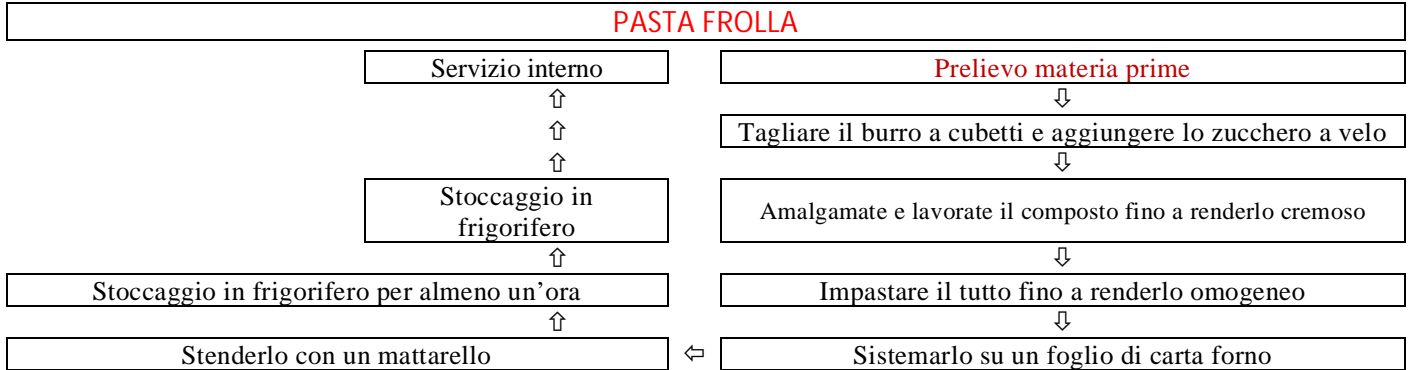 PASTA FROLLA
Servizio interno
Prelievo materia prime
⇧
⇩
⇧
Tagliare il burro a cubetti e aggiungere lo zucchero a velo
⇧
⇩
Stoccaggio in
frigorifero
Amalgamate e lavorate il composto fino a renderlo cremoso
⇧
⇩
Stoccaggio in frigorifero per almeno un’ora
Impastare il tutto fino a renderlo omogeneo
⇧
⇩
Stenderlo con un mattarello
⇦
Sistemarlo su un foglio di carta forno